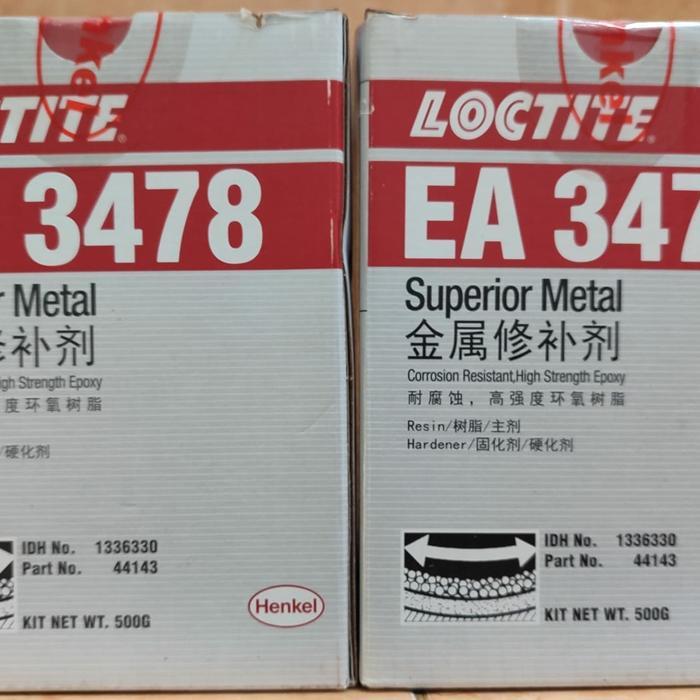 TITE
3478
r Metal
修补剂
igh Strength Epoxy
度环氧树脂
/硬化剂
IDH No. 1336330
Part No. 44143
KIT NET WT. 500G
Henkel
LOCTITE®
EA 347
Superior Metal
金属修补剂
Corrosion Resistant,High Strength Epoxy
耐腐蚀，高强度环氧树脂
Resin/树脂/主剂
Hardener/固化剂/硬化剂
IDH No. 1336330
Part No. 44143
KIT NET WT. 500G